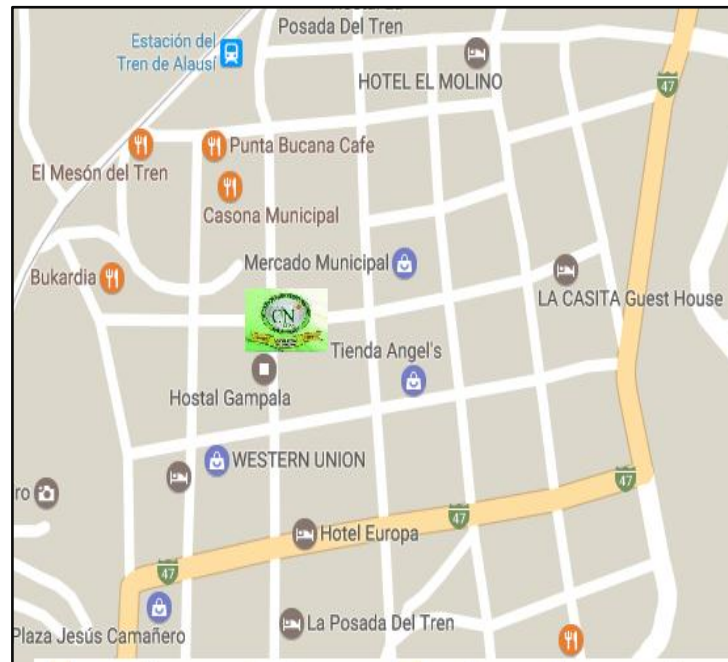 Posada Del Tren
Estación del
Tren de Alausí
HOTEL EL MOLINO
47
Punta Bucana Cafe
El Mesón del Tren
Casona Municipal
Mercado Municipal
Bukardia
LA CASITA Guest House
CN
Tienda Angel's
Hostal Gampala
WESTERN UNION
47
ro
47
Hotel Europa
47
Plaza Jesús Camañero
La Posada Del Tren